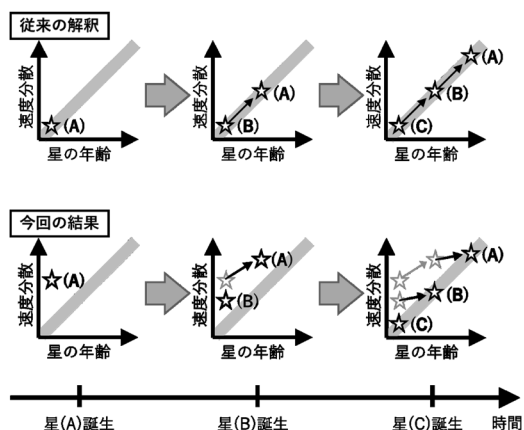 従来の解釈
速度分散
(A)
星の年齢
速度分散
(A)
(B)
星の年齢
速度分散
(A)
(B)
(C)
星の年齢
今回の結果
速度分散
(A)
星の年齢
速度分散
(A)
(B)
星の年齢
速度分散
(A)
(B)
(C)
星の年齢
星(A)誕生
星(B)誕生
星(C)誕生
時間